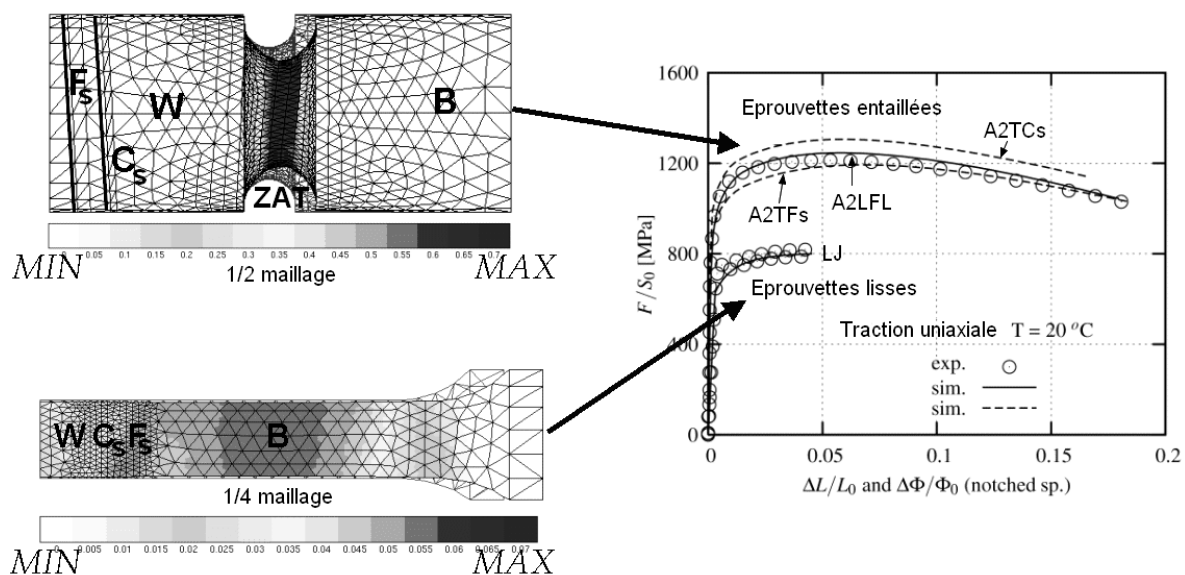 F
S
W
C
S
ZAT
B
0 0.05 0.1 0.15 0.2 0.25 0.3 0.35 0.4 0.45 0.5 0.55 0.6 0.65 0.7
MIN MAX
1/2 maillage
W C S F S B
1/4 maillage
0 0.005 0.01 0.015 0.02 0.025 0.03 0.035 0.04 0.045 0.05 0.055 0.06 0.065 0.07
MIN MAX
1600
1200
800
400
0
F/S0 [MPa]
Eprouvettes entaillées
A2TCs
A2TFs
A2LFL
LJ
Eprouvettes lisses
Traction uniaxiale T = 20 °C
exp.
sim.
sim.
0 0.05 0.1 0.15 0.2
ΔL/L0 and ΔΦ/Φ0 (notched sp.)